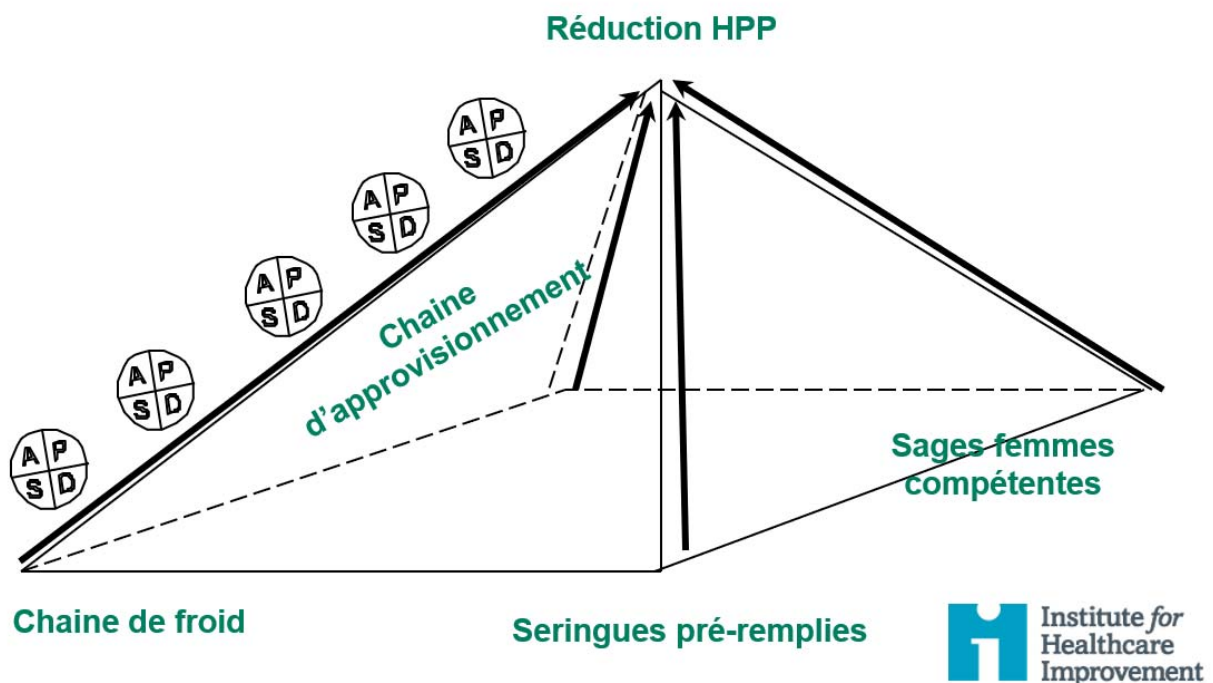 Réduction HPP
A P
S D
A P
S D
A P
S D
A P
S D
A P
S D
Chaine
d'approvisionnement
Sages femmes
compétentes
Chaine de froid
Seringues pré-remplies
Institute for
Healthcare
Improvement